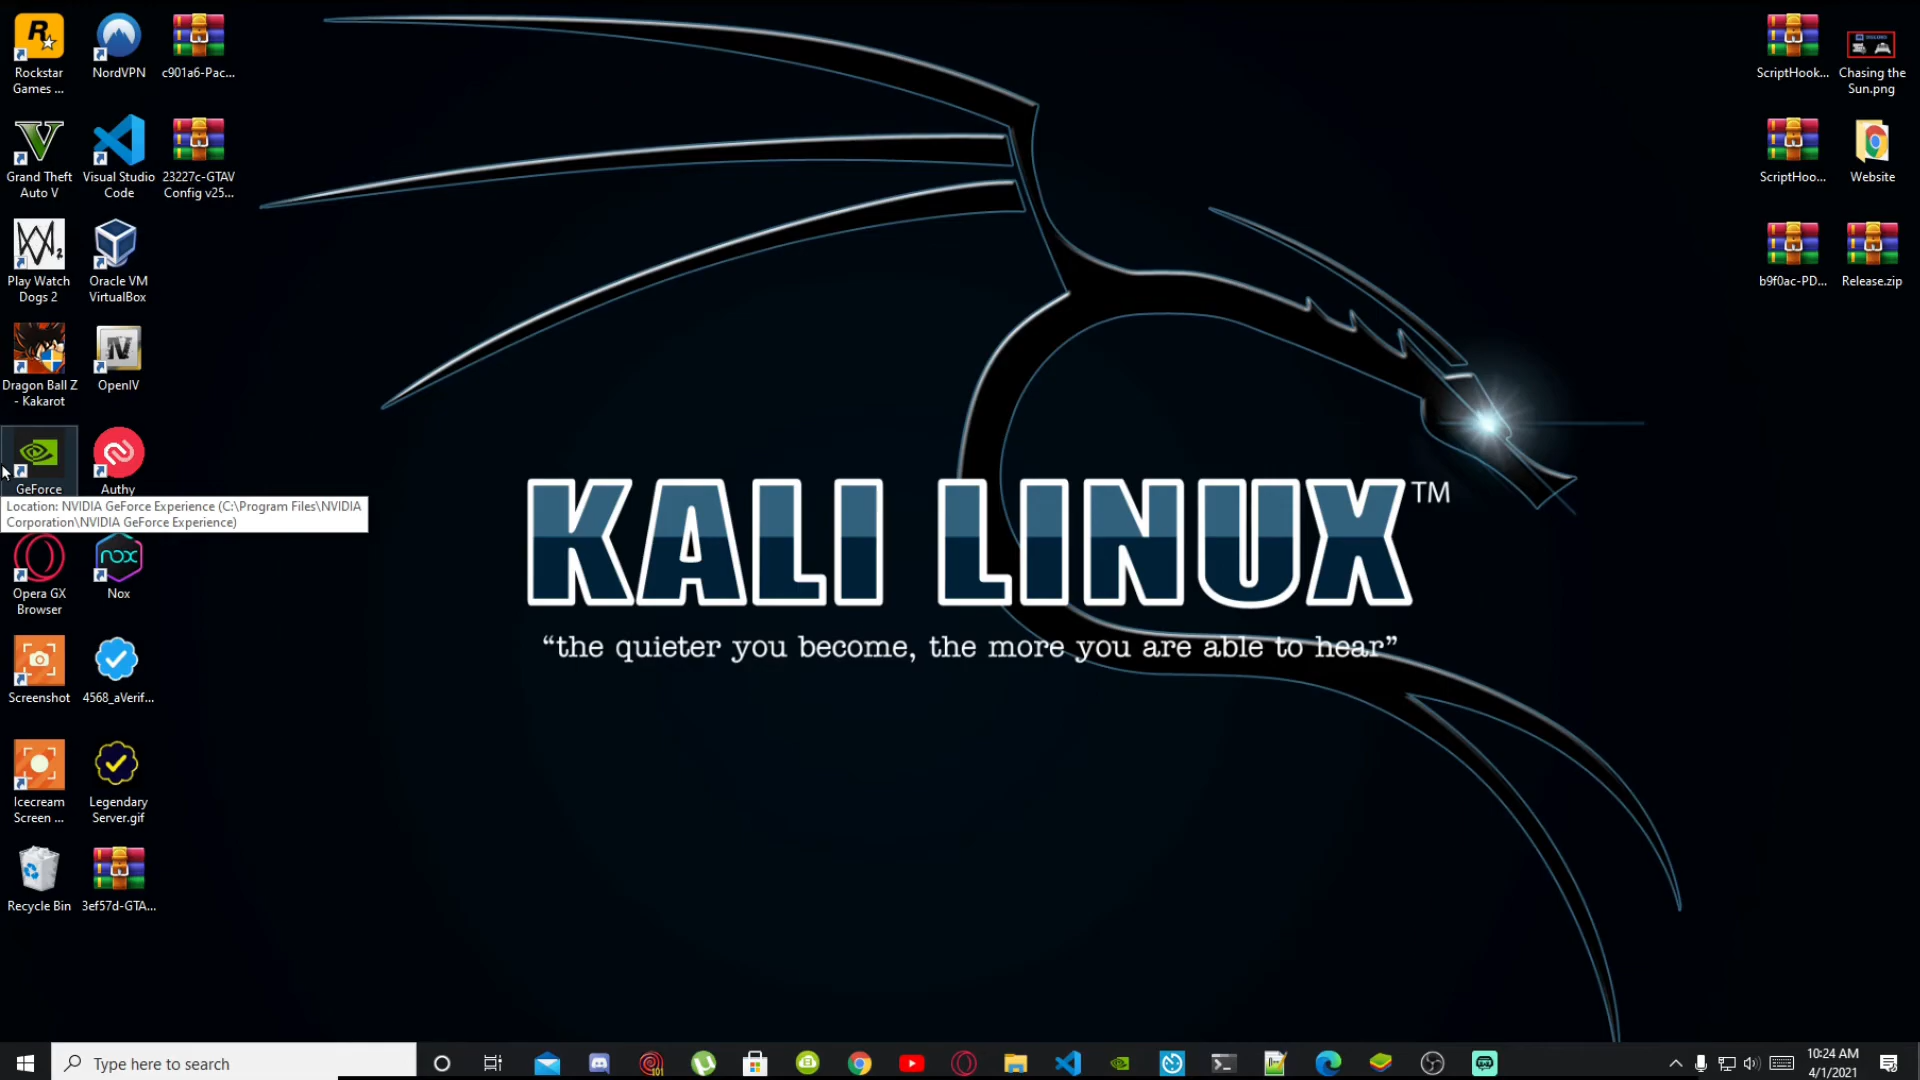 Rockstar
Games ...
NordVPN
c901a6-Pac...
Grand Theft
Auto V
Visual Studio
Code
23227c-GTAV
Config v25...
Play Watch
Dogs 2
Oracle VM
VirtualBox
Dragon Ball Z
- Kakarot
OpenIV
GeForce
Authy
Location: NVIDIA GeForce Experience (C:\Program Files\NVIDIA
Corporation\NVIDIA GeForce Experience)
Opera GX
Browser
nox
Nox
Screenshot
4568_aVerif...
Icecream
Screen ...
Legendary
Server.gif
Recycle Bin
3ef57d-GTA...
KALI LINUX™
“the quieter you become, the more you are able to hear”
ScriptHook...
Chasing the
Sun.png
ScriptHoo...
Website
b9f0ac-PD...
Release.zip
Type here to search
10:24 AM
4/1/2021